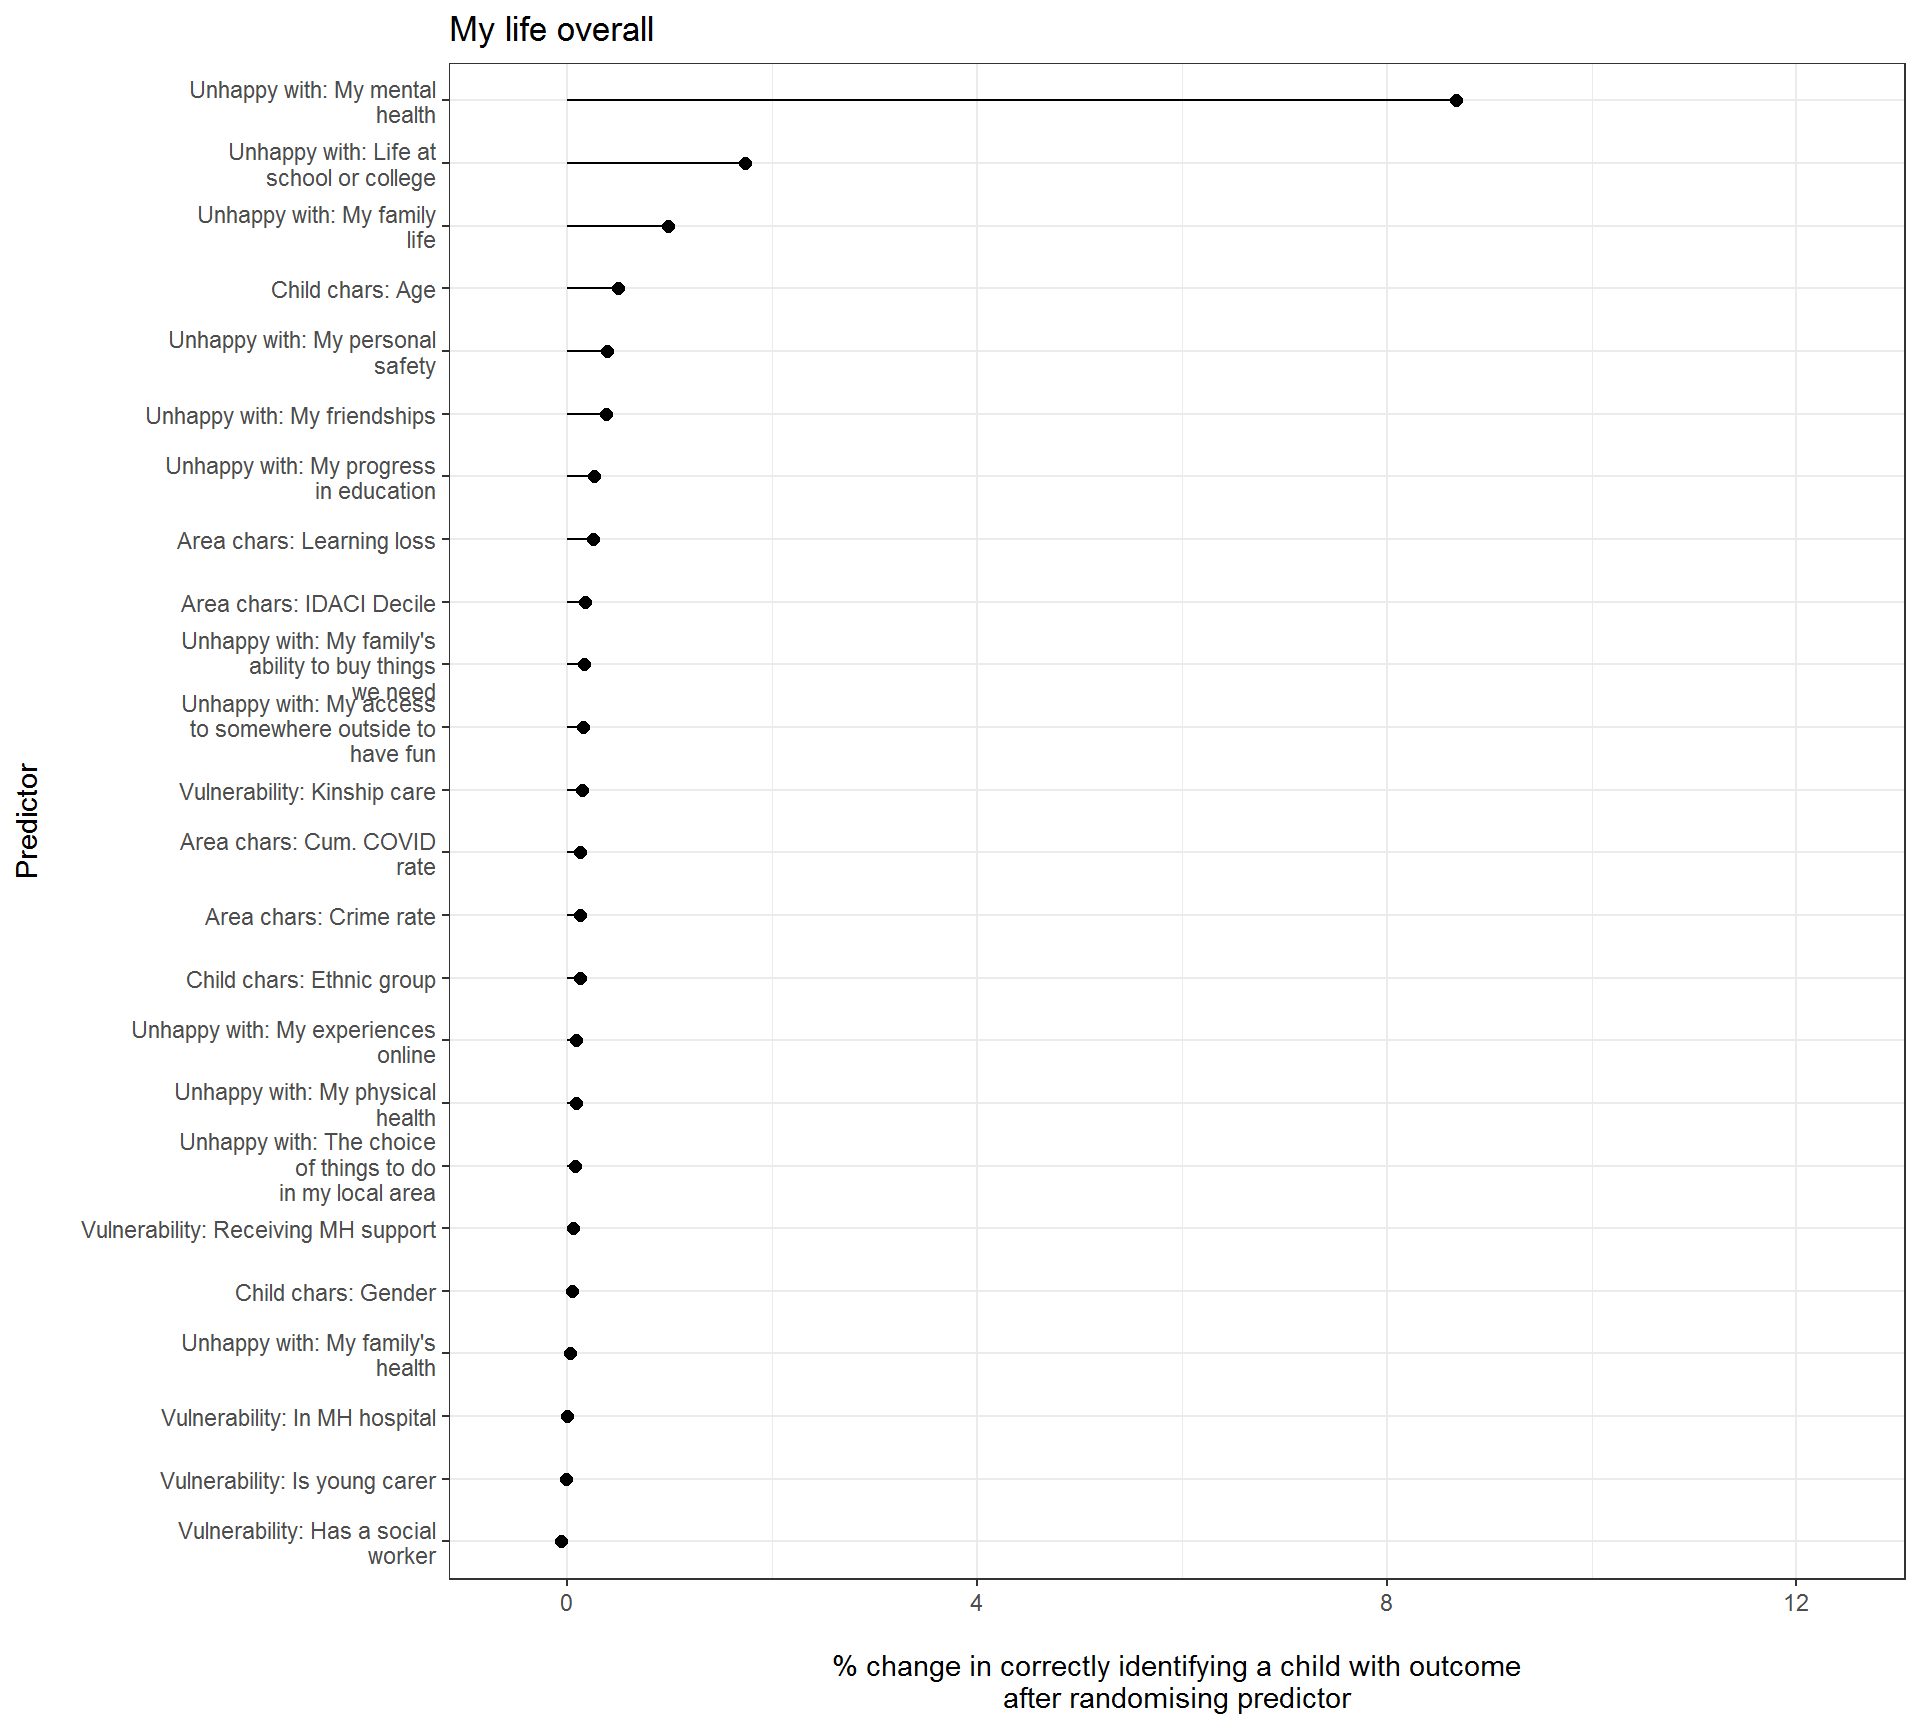 My life overall
Unhappy with: My mental
health
Unhappy with: Life at
school or college
Unhappy with: My family
life
Child chars: Age
Unhappy with: My personal
safety
Unhappy with: My friendships
Unhappy with: My progress
in education
Area chars: Learning loss
Area chars: IDACI Decile
Unhappy with: My family's
ability to buy things
we need
Unhappy with: My access
to somewhere outside to
have fun
Vulnerability: Kinship care
Area chars: Cum. COVID
rate
Area chars: Crime rate
Child chars: Ethnic group
Unhappy with: My experiences
online
Unhappy with: My physical
health
Unhappy with: The choice
of things to do
in my local area
Vulnerability: Receiving MH support
Child chars: Gender
Unhappy with: My family's
health
Vulnerability: In MH hospital
Vulnerability: Is young carer
Vulnerability: Has a social
worker
Predictor
0 4 8 12
% change in correctly identifying a child with outcome
after randomising predictor